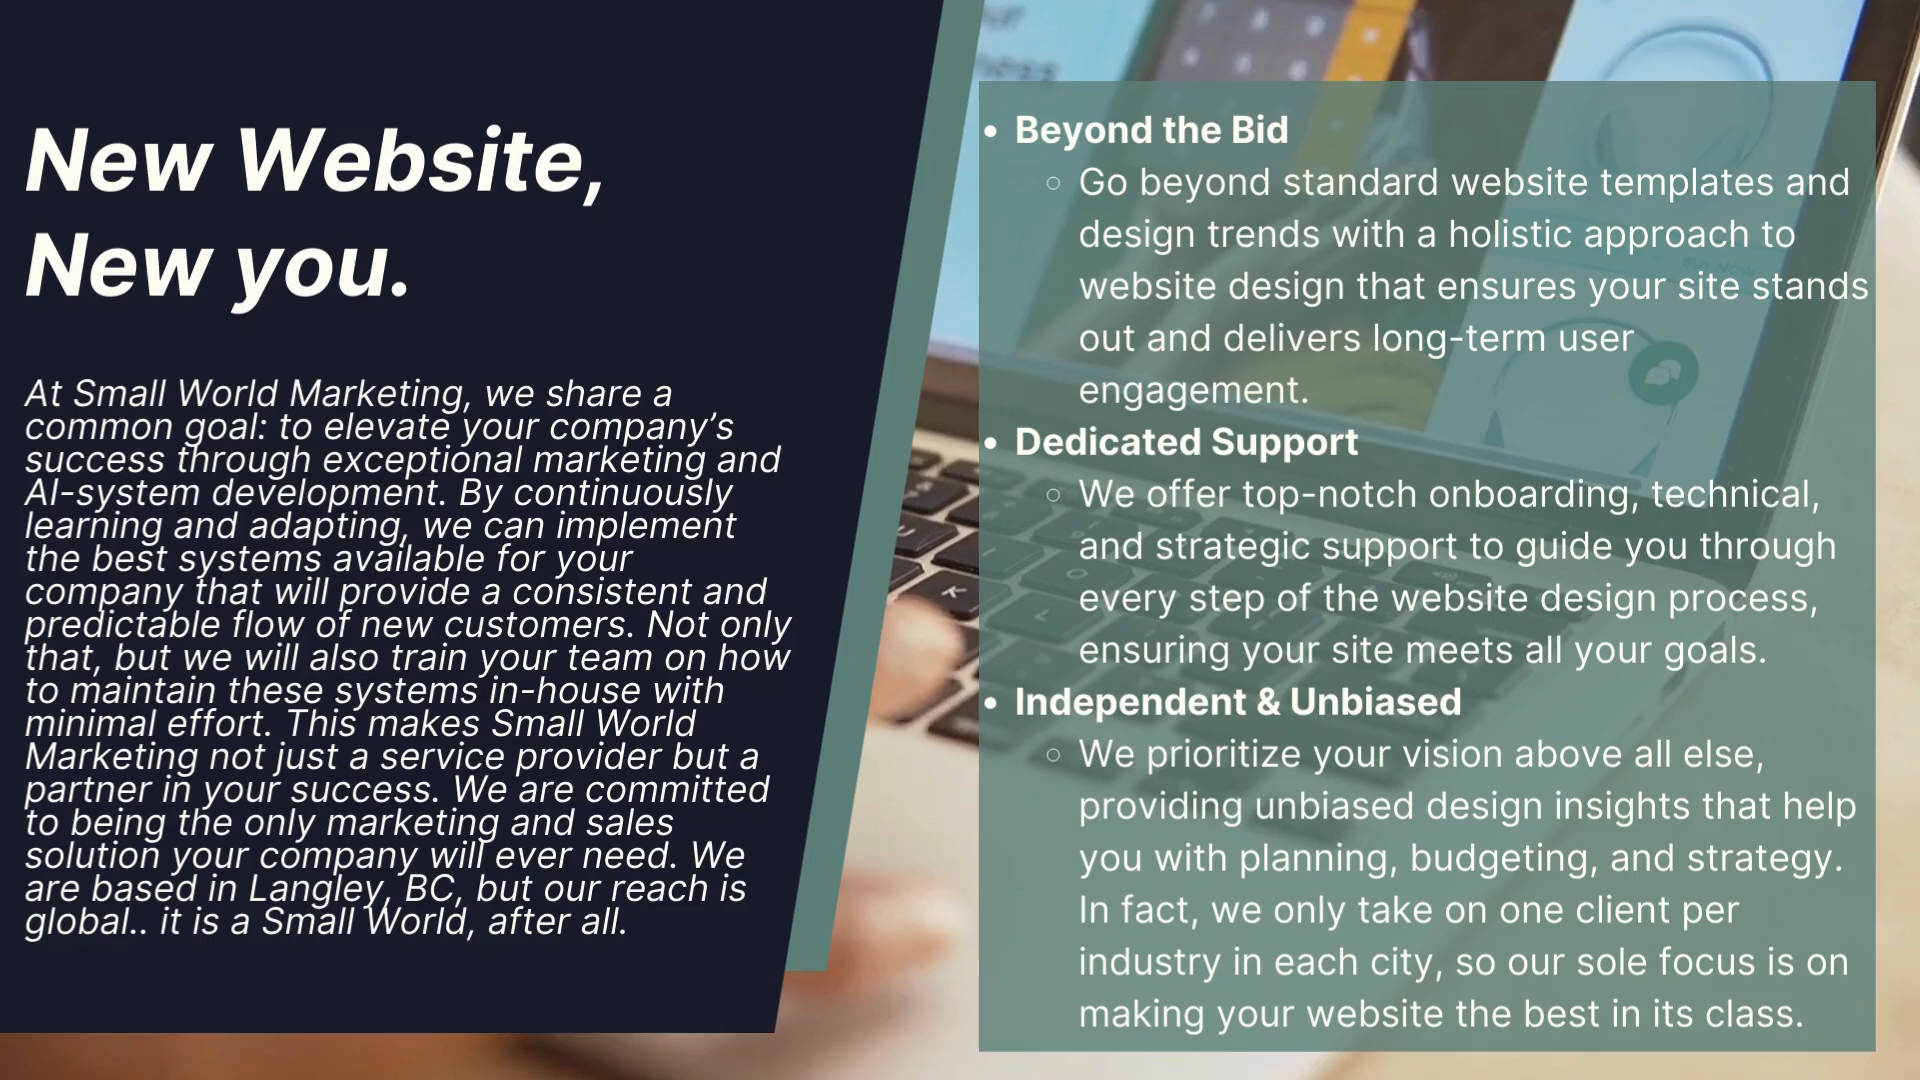 New Website,
New you.
At Small World Marketing, we share a
common goal: to elevate your company’s
success through exceptional marketing and
AI-system development. By continuously
learning and adapting, we can implement
the best systems available for your
company that will provide a consistent and
predictable flow of new customers. Not only
that, but we will also train your team on how
to maintain these systems in-house with
minimal effort. This makes Small World
Marketing not just a service provider but a
partner in your success. We are committed
to being the only marketing and sales
solution your company will ever need. We
are based in Langley, BC, but our reach is
global.. it is a Small World, after all.
• Beyond the Bid
◦ Go beyond standard website templates and
design trends with a holistic approach to
website design that ensures your site stands
out and delivers long-term user
engagement.
• Dedicated Support
◦ We offer top-notch onboarding, technical,
and strategic support to guide you through
every step of the website design process,
ensuring your site meets all your goals.
• Independent & Unbiased
◦ We prioritize your vision above all else,
providing unbiased design insights that help
you with planning, budgeting, and strategy.
In fact, we only take on one client per
industry in each city, so our sole focus is on
making your website the best in its class.